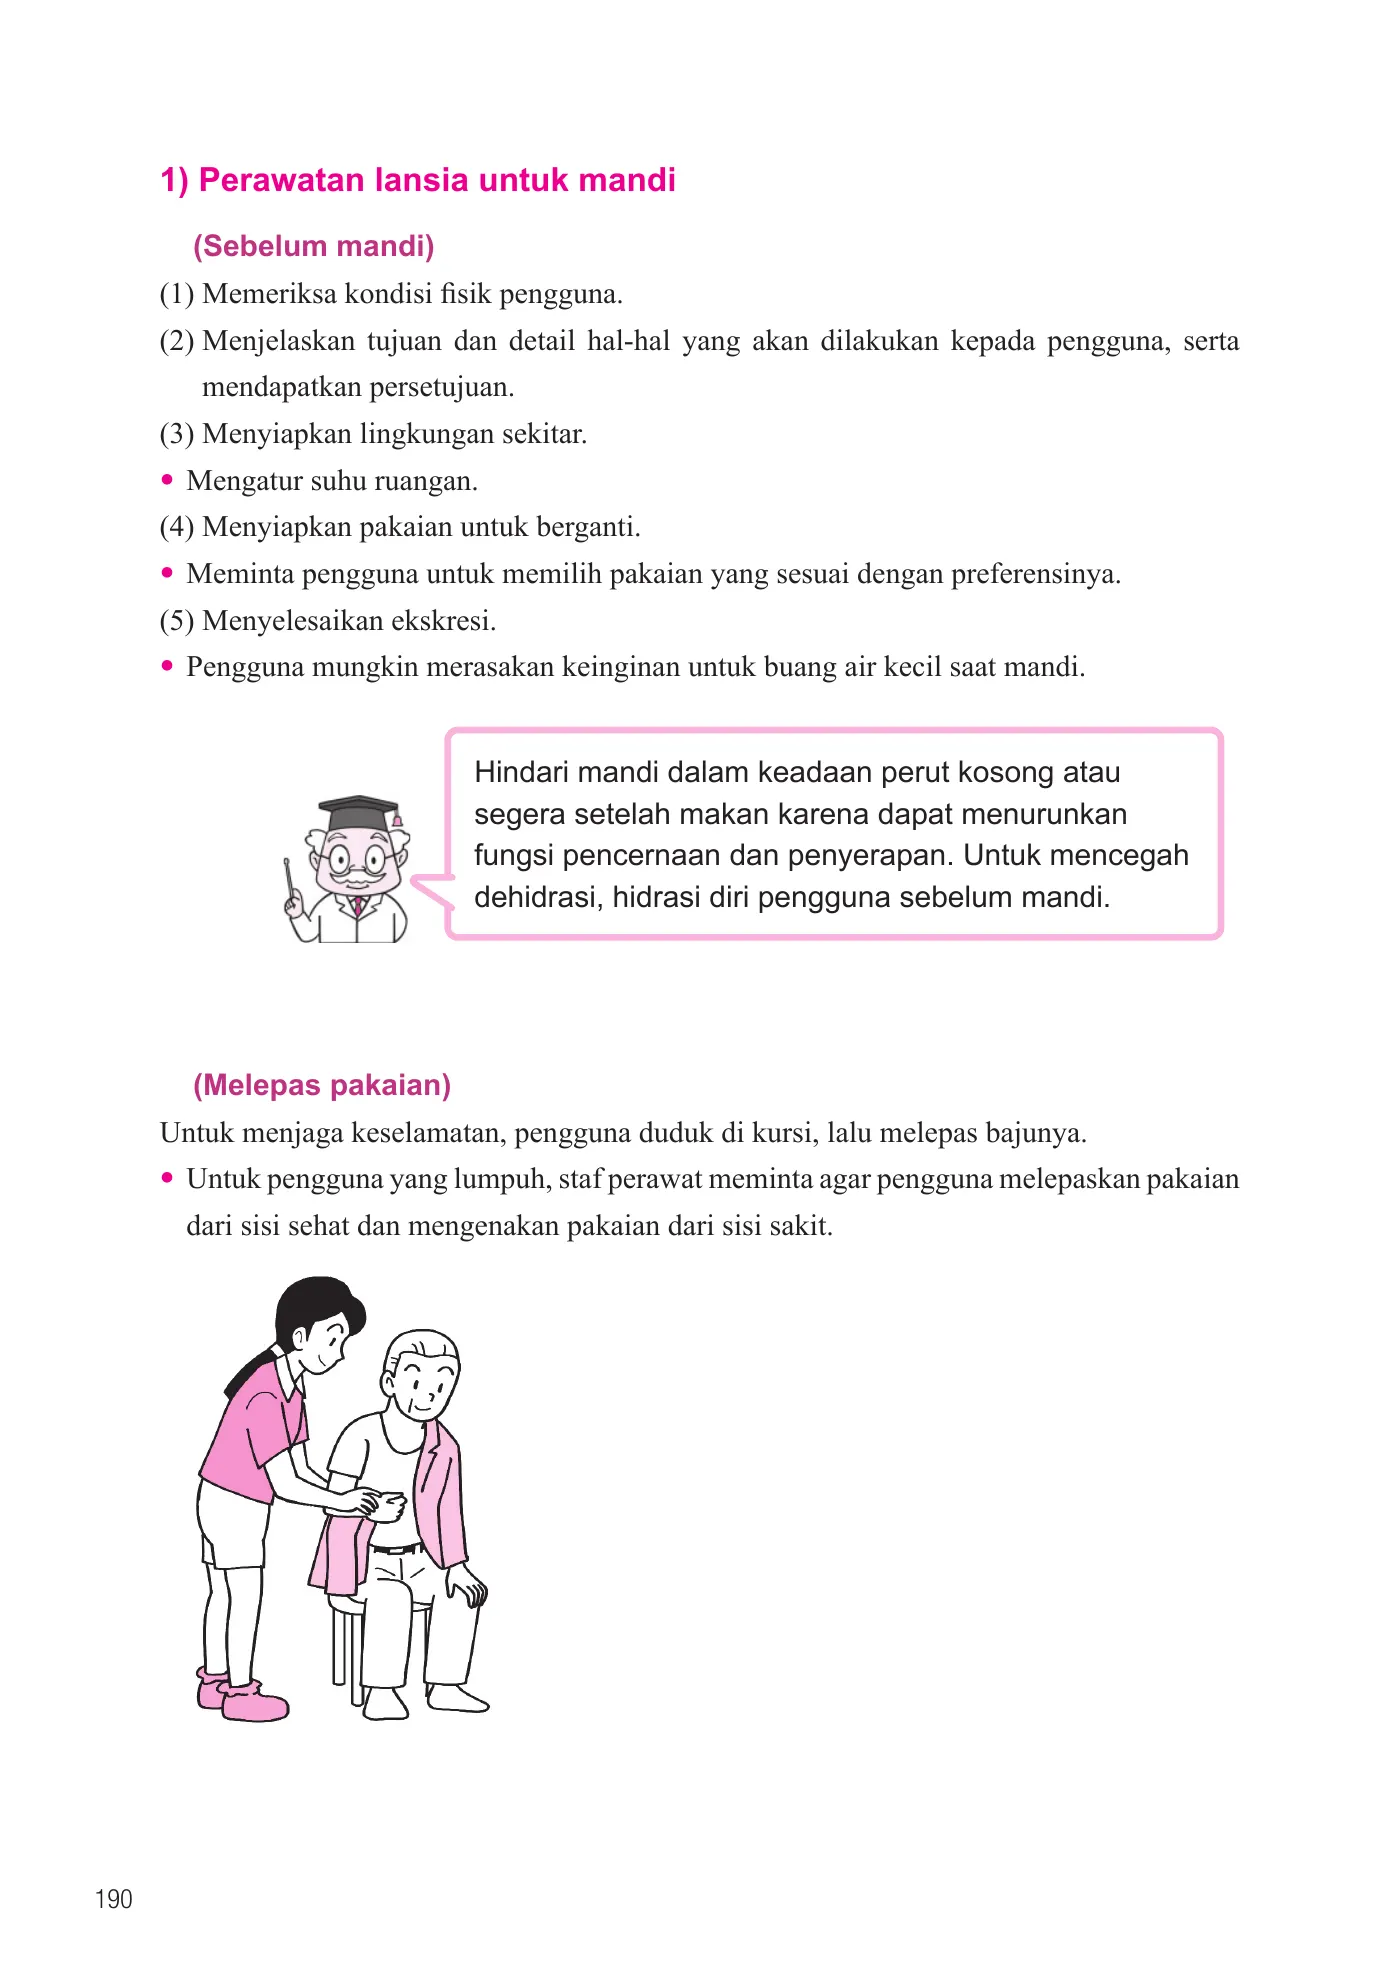 1) Perawatan lansia untuk mandi
(Sebelum mandi)
(1) Memeriksa kondisi fisik pengguna.
(2) Menjelaskan tujuan dan detail hal-hal yang akan dilakukan kepada pengguna, serta
mendapatkan persetujuan.
(3) Menyiapkan lingkungan sekitar.
• Mengatur suhu ruangan.
(4) Menyiapkan pakaian untuk berganti.
• Meminta pengguna untuk memilih pakaian yang sesuai dengan preferensinya.
(5) Menyelesaikan ekskresi.
• Pengguna mungkin merasakan keinginan untuk buang air kecil saat mandi.
Hindari mandi dalam keadaan perut kosong atau
segera setelah makan karena dapat menurunkan
fungsi pencernaan dan penyerapan. Untuk mencegah
dehidrasi, hidrasi diri pengguna sebelum mandi.
(Melepas pakaian)
Untuk menjaga keselamatan, pengguna duduk di kursi, lalu melepas bajunya.
• Untuk pengguna yang lumpuh, staf perawat meminta agar pengguna melepaskan pakaian
dari sisi sehat dan mengenakan pakaian dari sisi sakit.
190